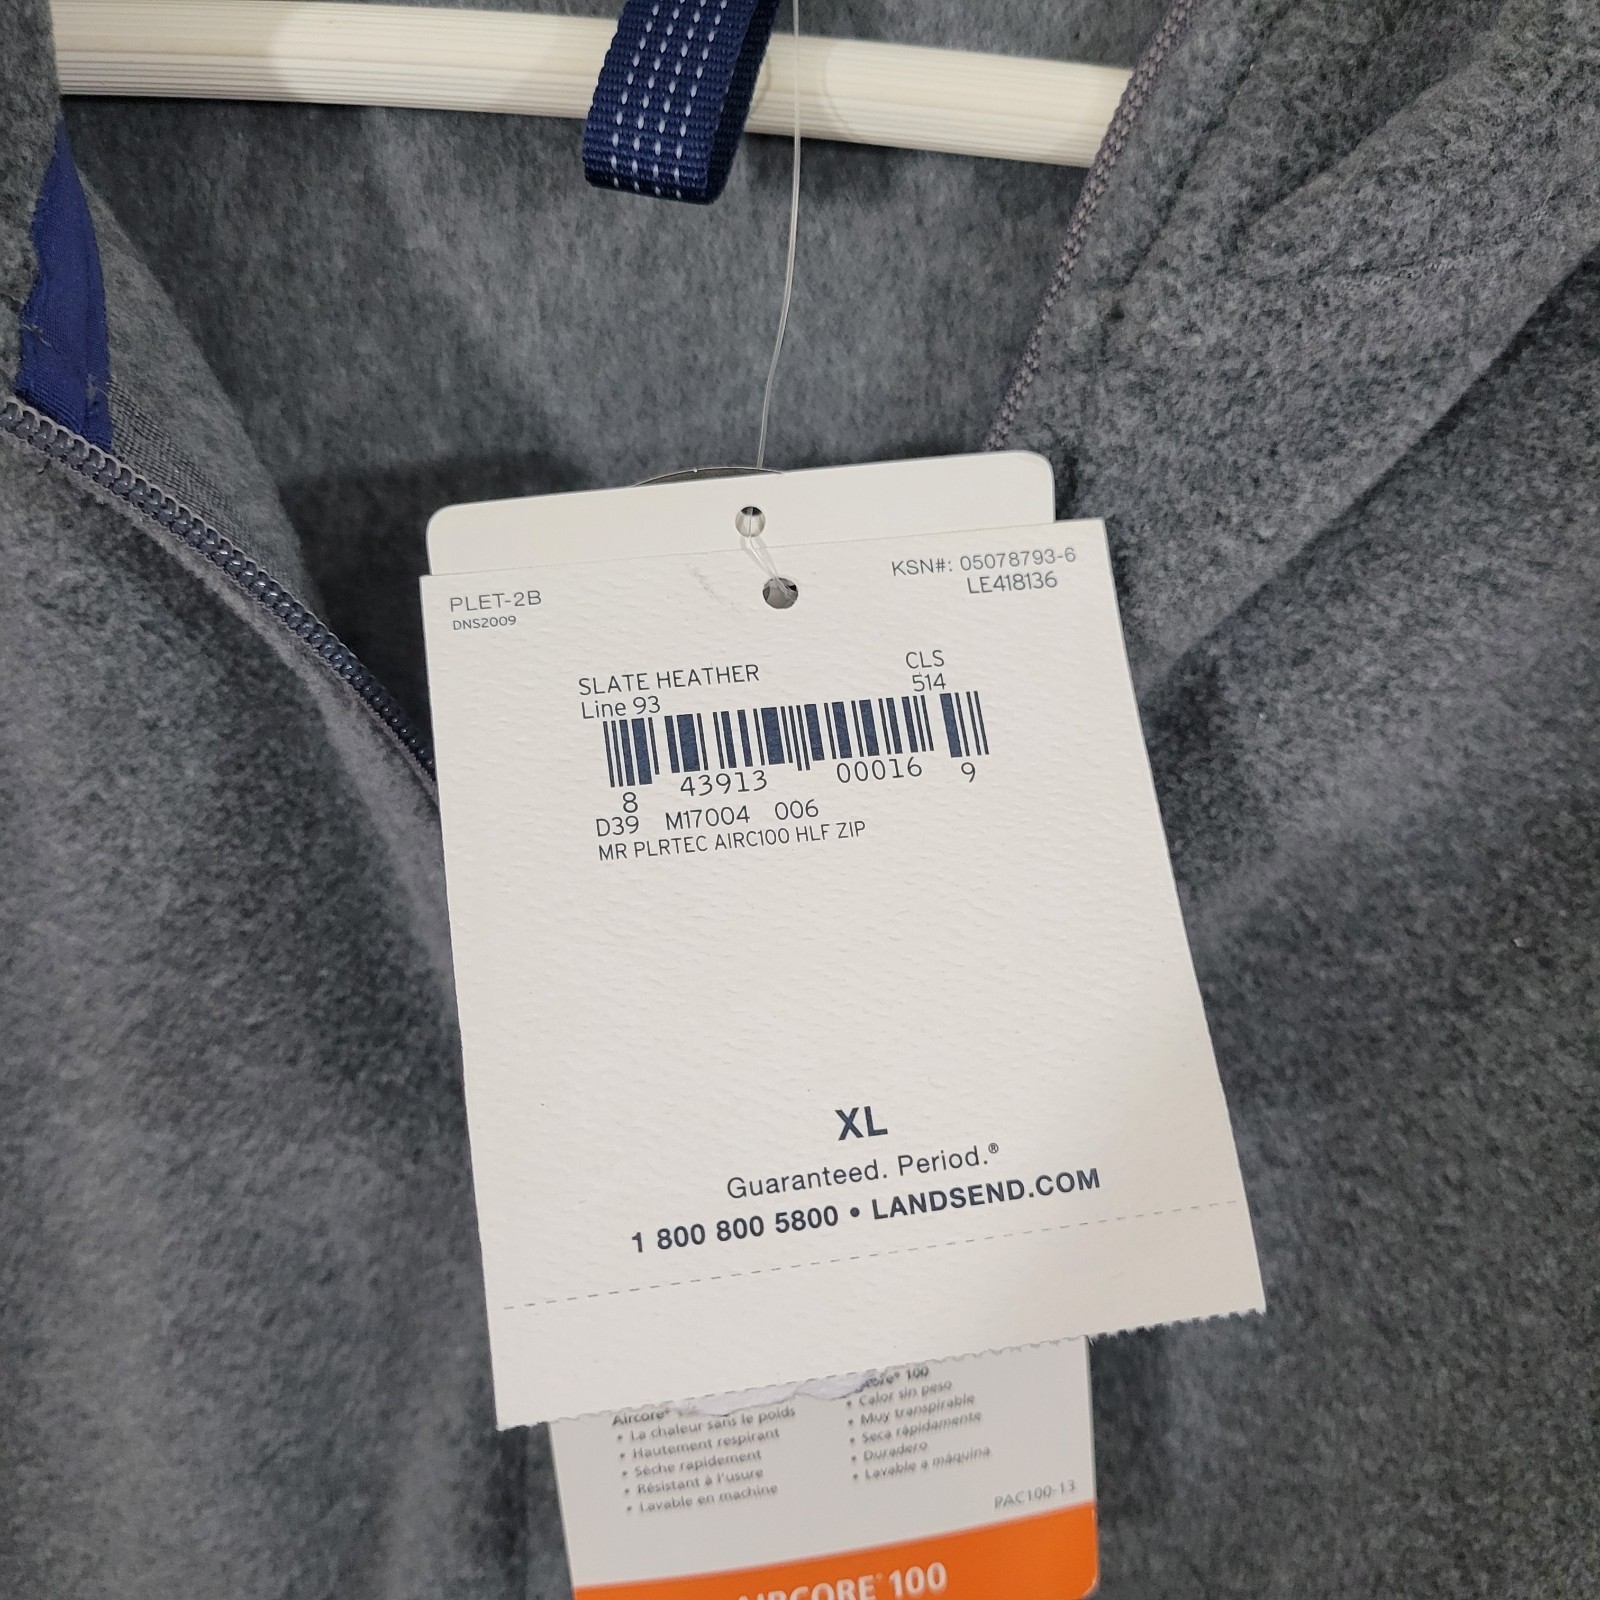 KSN#: 05078793-6
LE418136
PLET-2B
DNS2009
SLATE HEATHER
Line 93
CLS
514
8 43913 00016 9
D39 M17004 006
MR PLRTEC AIRC100 HLF ZIP
XL
Guaranteed. Period.®
1 800 800 5800 • LANDSEND.COM
Aircore®
• La chaleur sans le poids
• Hautement respirant
• Sèche rapidement
• Résistant à l'usure
• Lavable en machine
100
• Calor sin peso
• Muy transpirable
• Seca rápidamente
• Duradero
• Lavable a máquina
PAC100-13
AIRCORE® 100